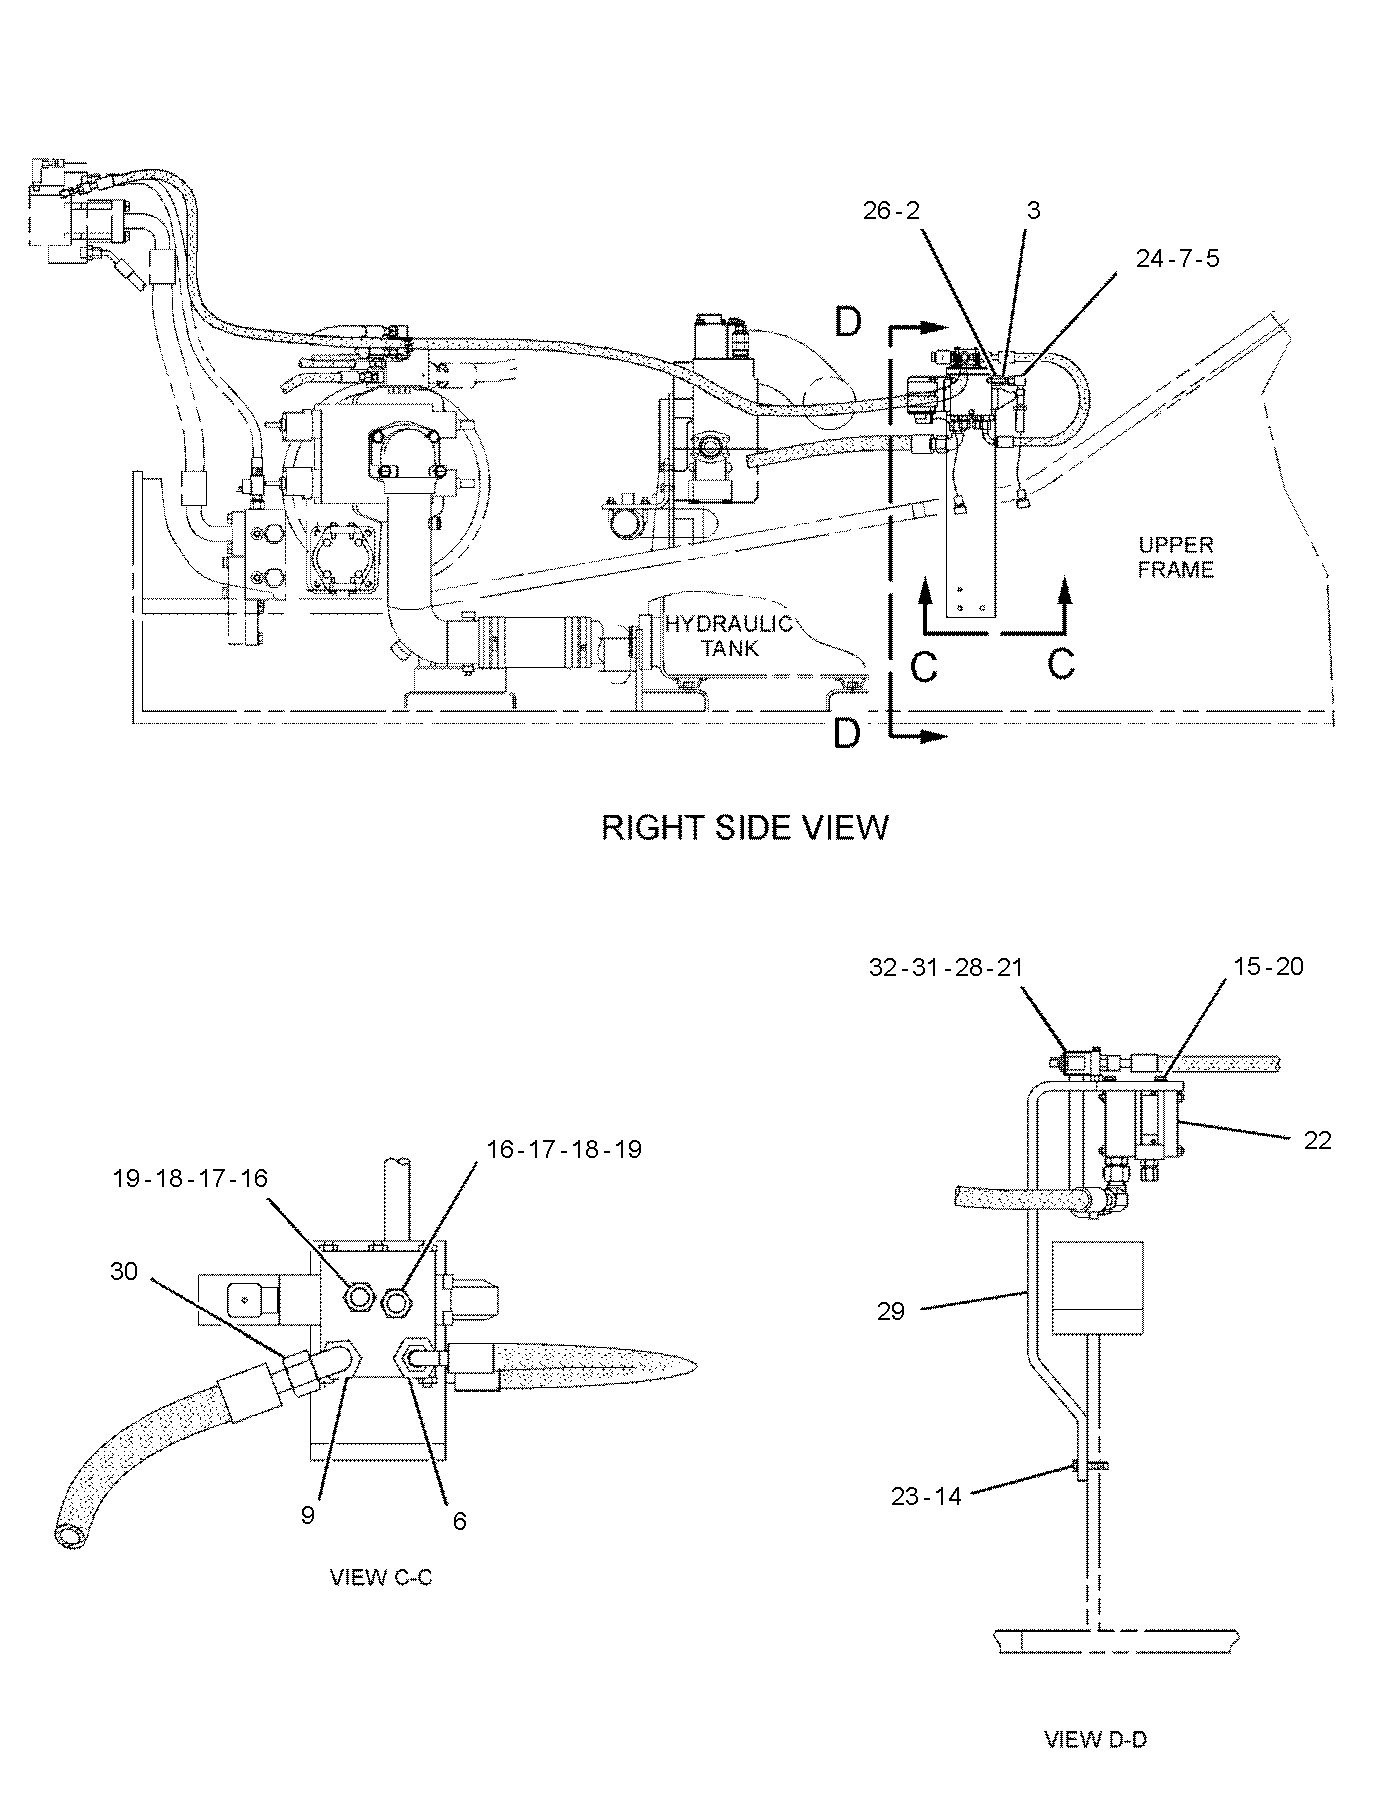 26-2
3
24-7-5
D
UPPER
FRAME
HYDRAULIC
TANK
C
C
D
RIGHT SIDE VIEW
32-31-28-21
15-20
22
16-17-18-19
19-18-17-16
30
29
23-14
9
6
VIEW C-C
VIEW D-D